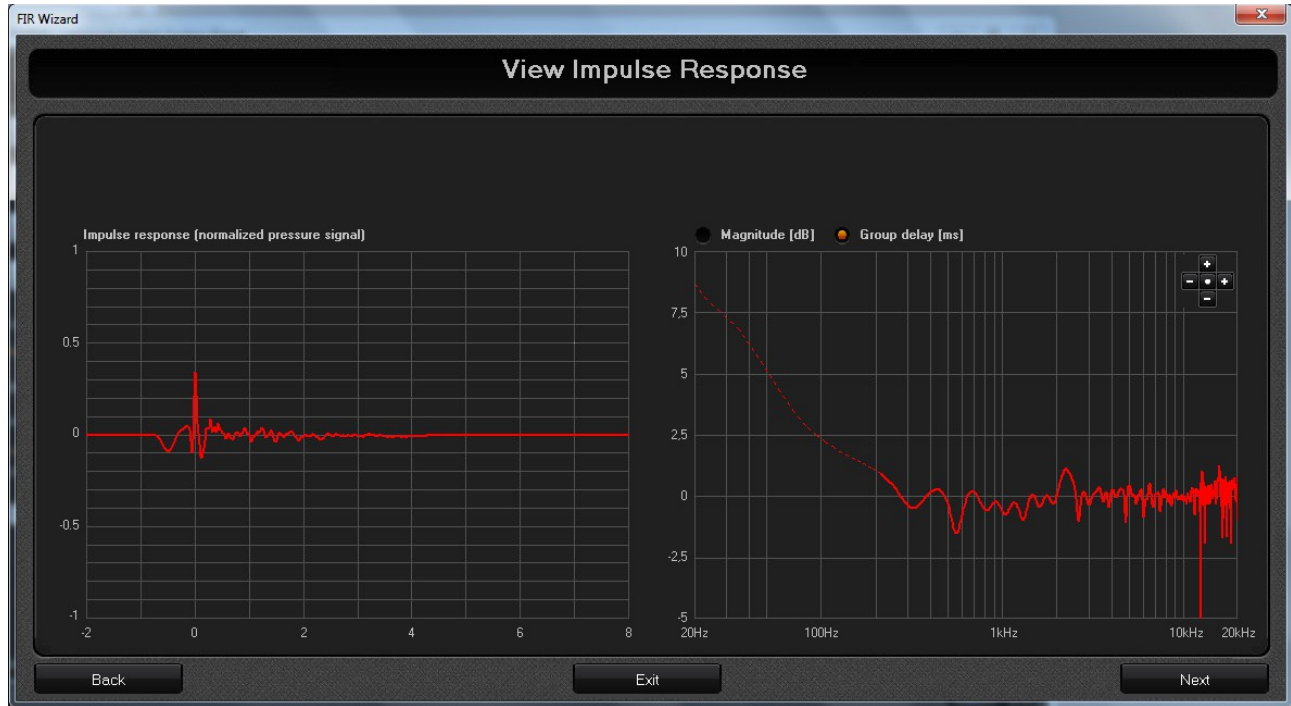 FIR Wizard
View Impulse Response
Impulse response (normalized pressure signal)
1
0.5
0
-0.5
-1
-2 0 2 4 6 8
Magnitude [dB] Group delay [ms]
10
7,5
5
2,5
0
-2,5
-5
20Hz 100Hz 1kHz 10kHz 20kHz
Back Exit Next